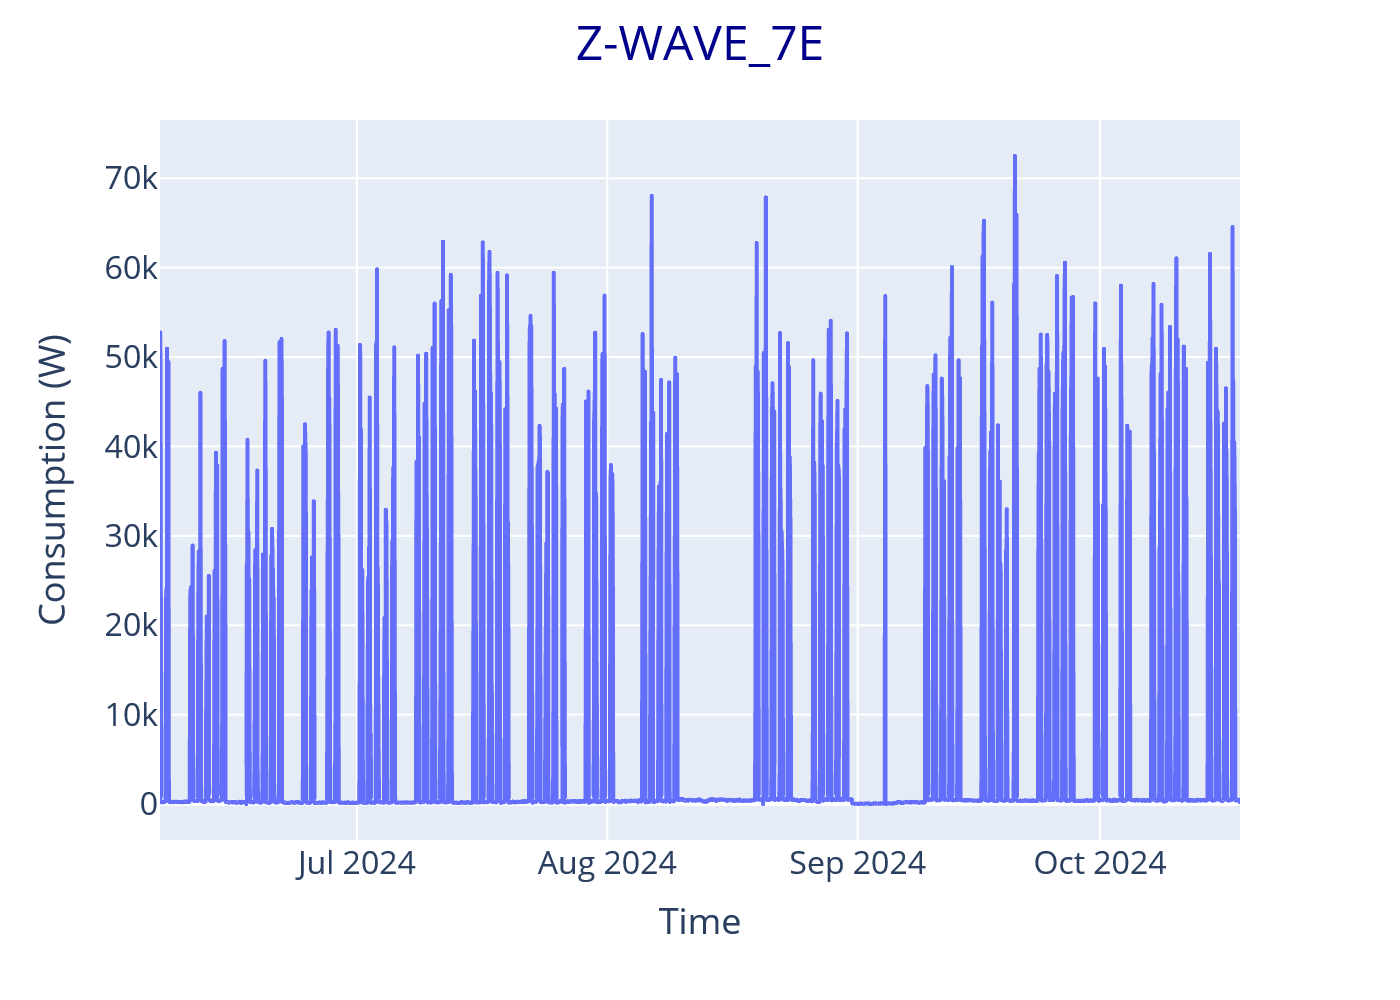 Z-WAVE_7E
70k
60k
50k
40k
30k
20k
10k
0
Consumption (W)
Jul 2024
Aug 2024
Sep 2024
Oct 2024
Time